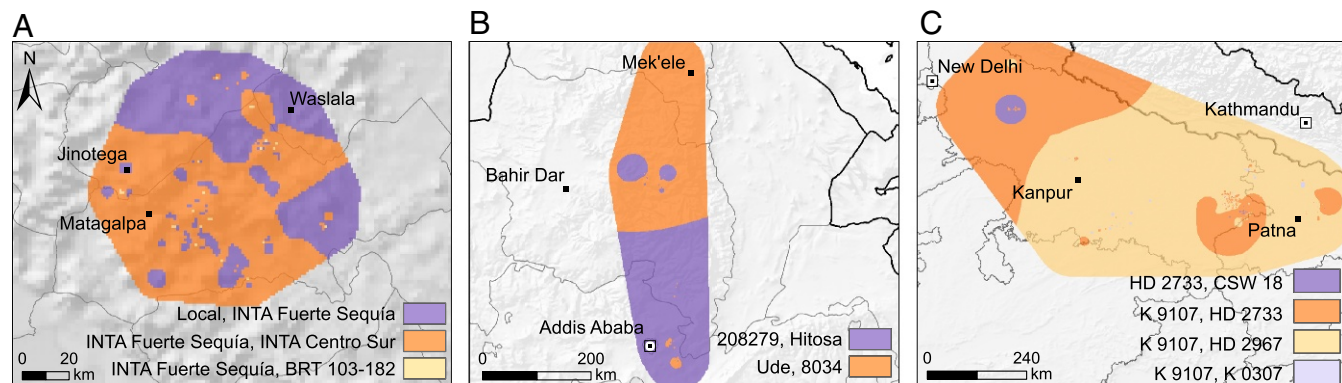 A
N
Waslala
Jinotega
Matagalpa
Local, INTA Fuerte Sequía
INTA Fuerte Sequía, INTA Centro Sur
INTA Fuerte Sequía, BRT 103-182
0 20
km
B
Mek'ele
Bahir Dar
Addis Ababa
208279, Hitosa
Ude, 8034
0 200
km
C
New Delhi
Kathmandu
Kanpur
Patna
HD 2733, CSW 18
K 9107, HD 2733
K 9107, HD 2967
K 9107, K 0307
0 240
km